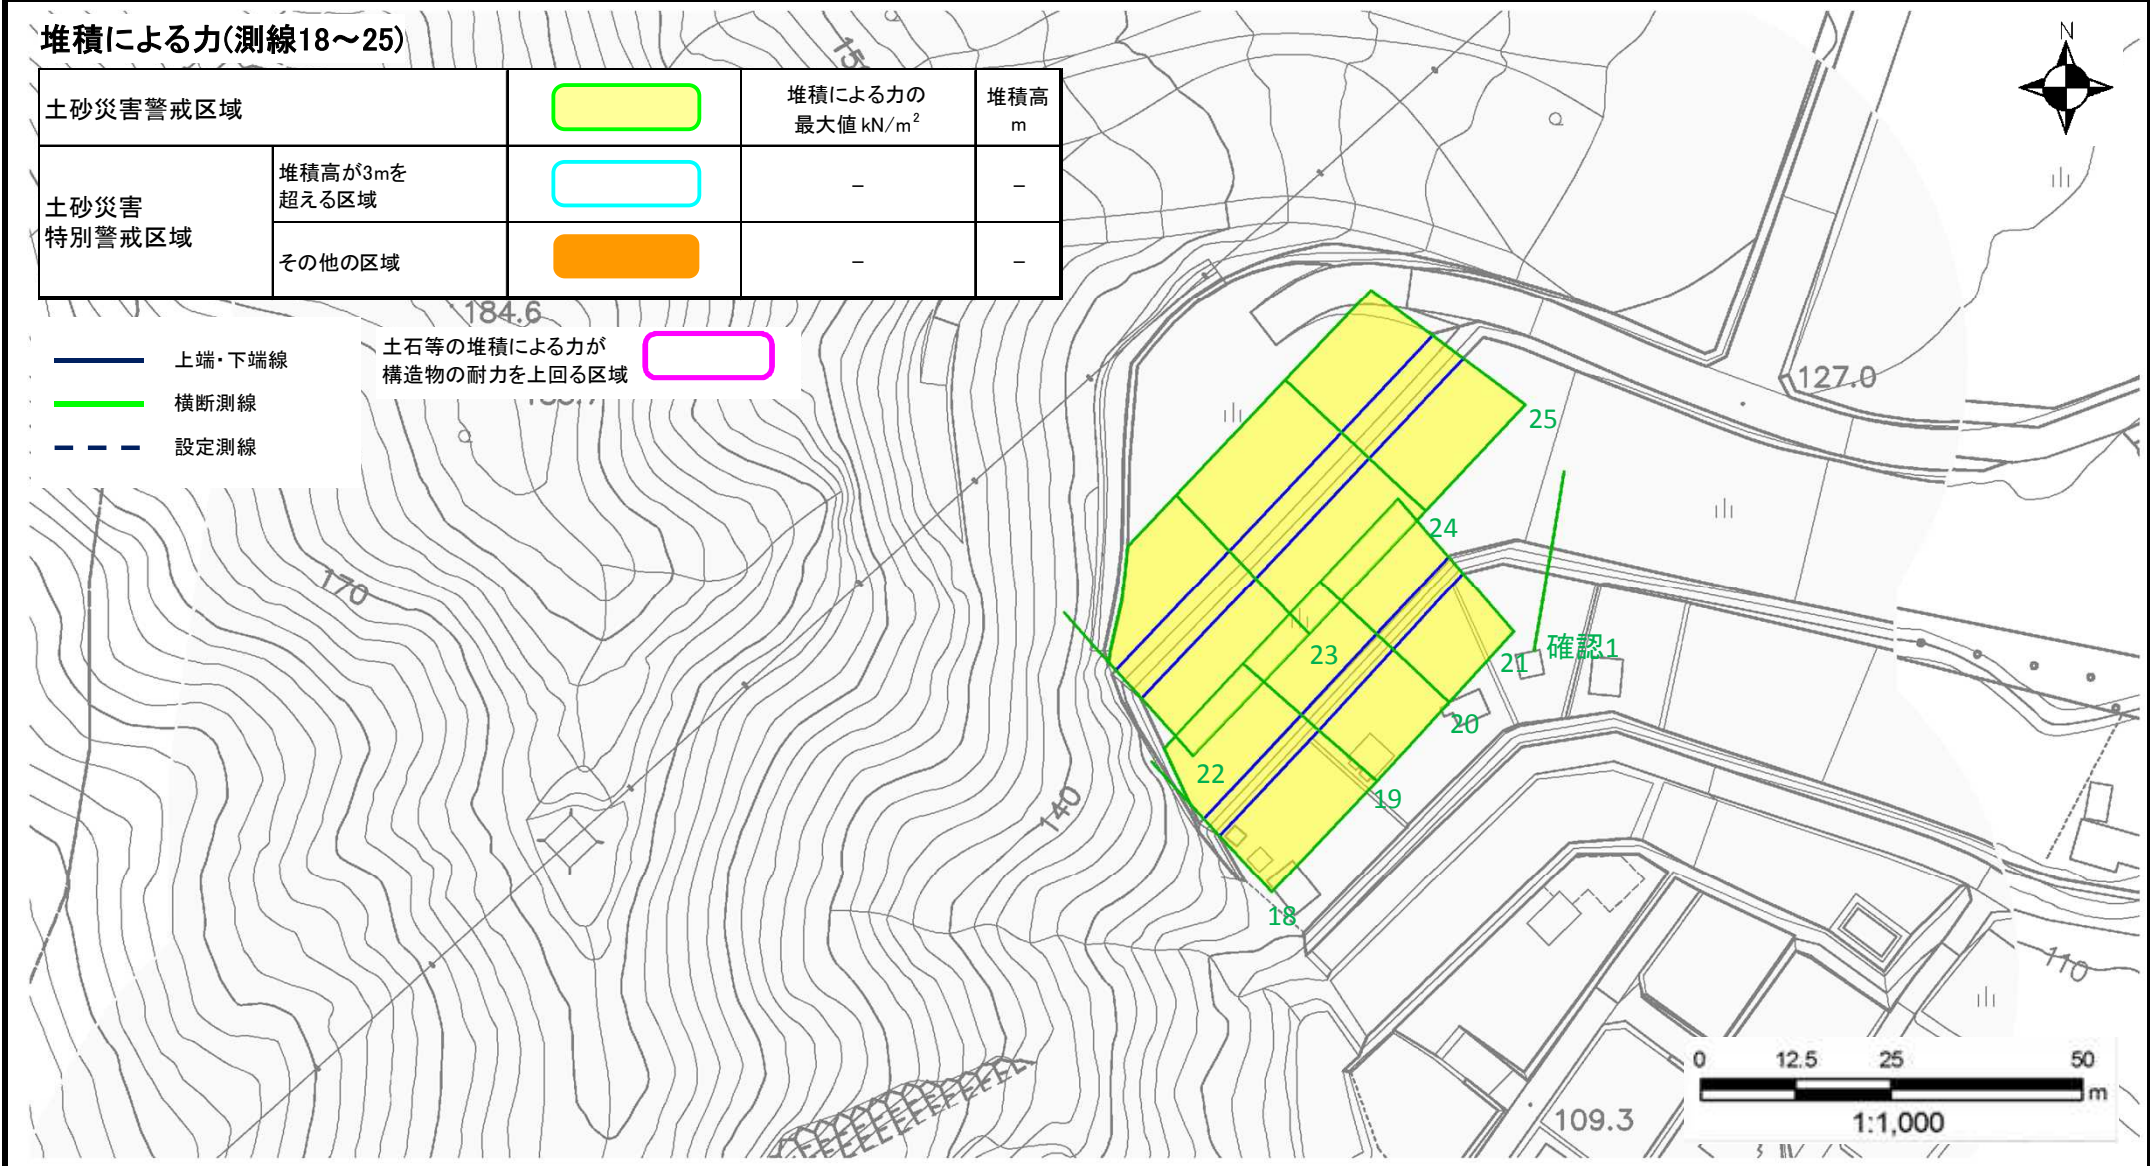 堆積による力(測線18～25)
N
土砂災害警戒区域
堆積による力の
最大値 kN/m²
堆積高
m
土砂災害
特別警戒区域
堆積高が3mを
超える区域
－
－
その他の区域
－
－
184.6
上端・下端線
横断測線
設定測線
土石等の堆積による力が
構造物の耐力を上回る区域
127.0
25
24
170
23
21
確認1
20
22
19
140
18
110
109.3
0 12.5 25 50
m
1:1,000